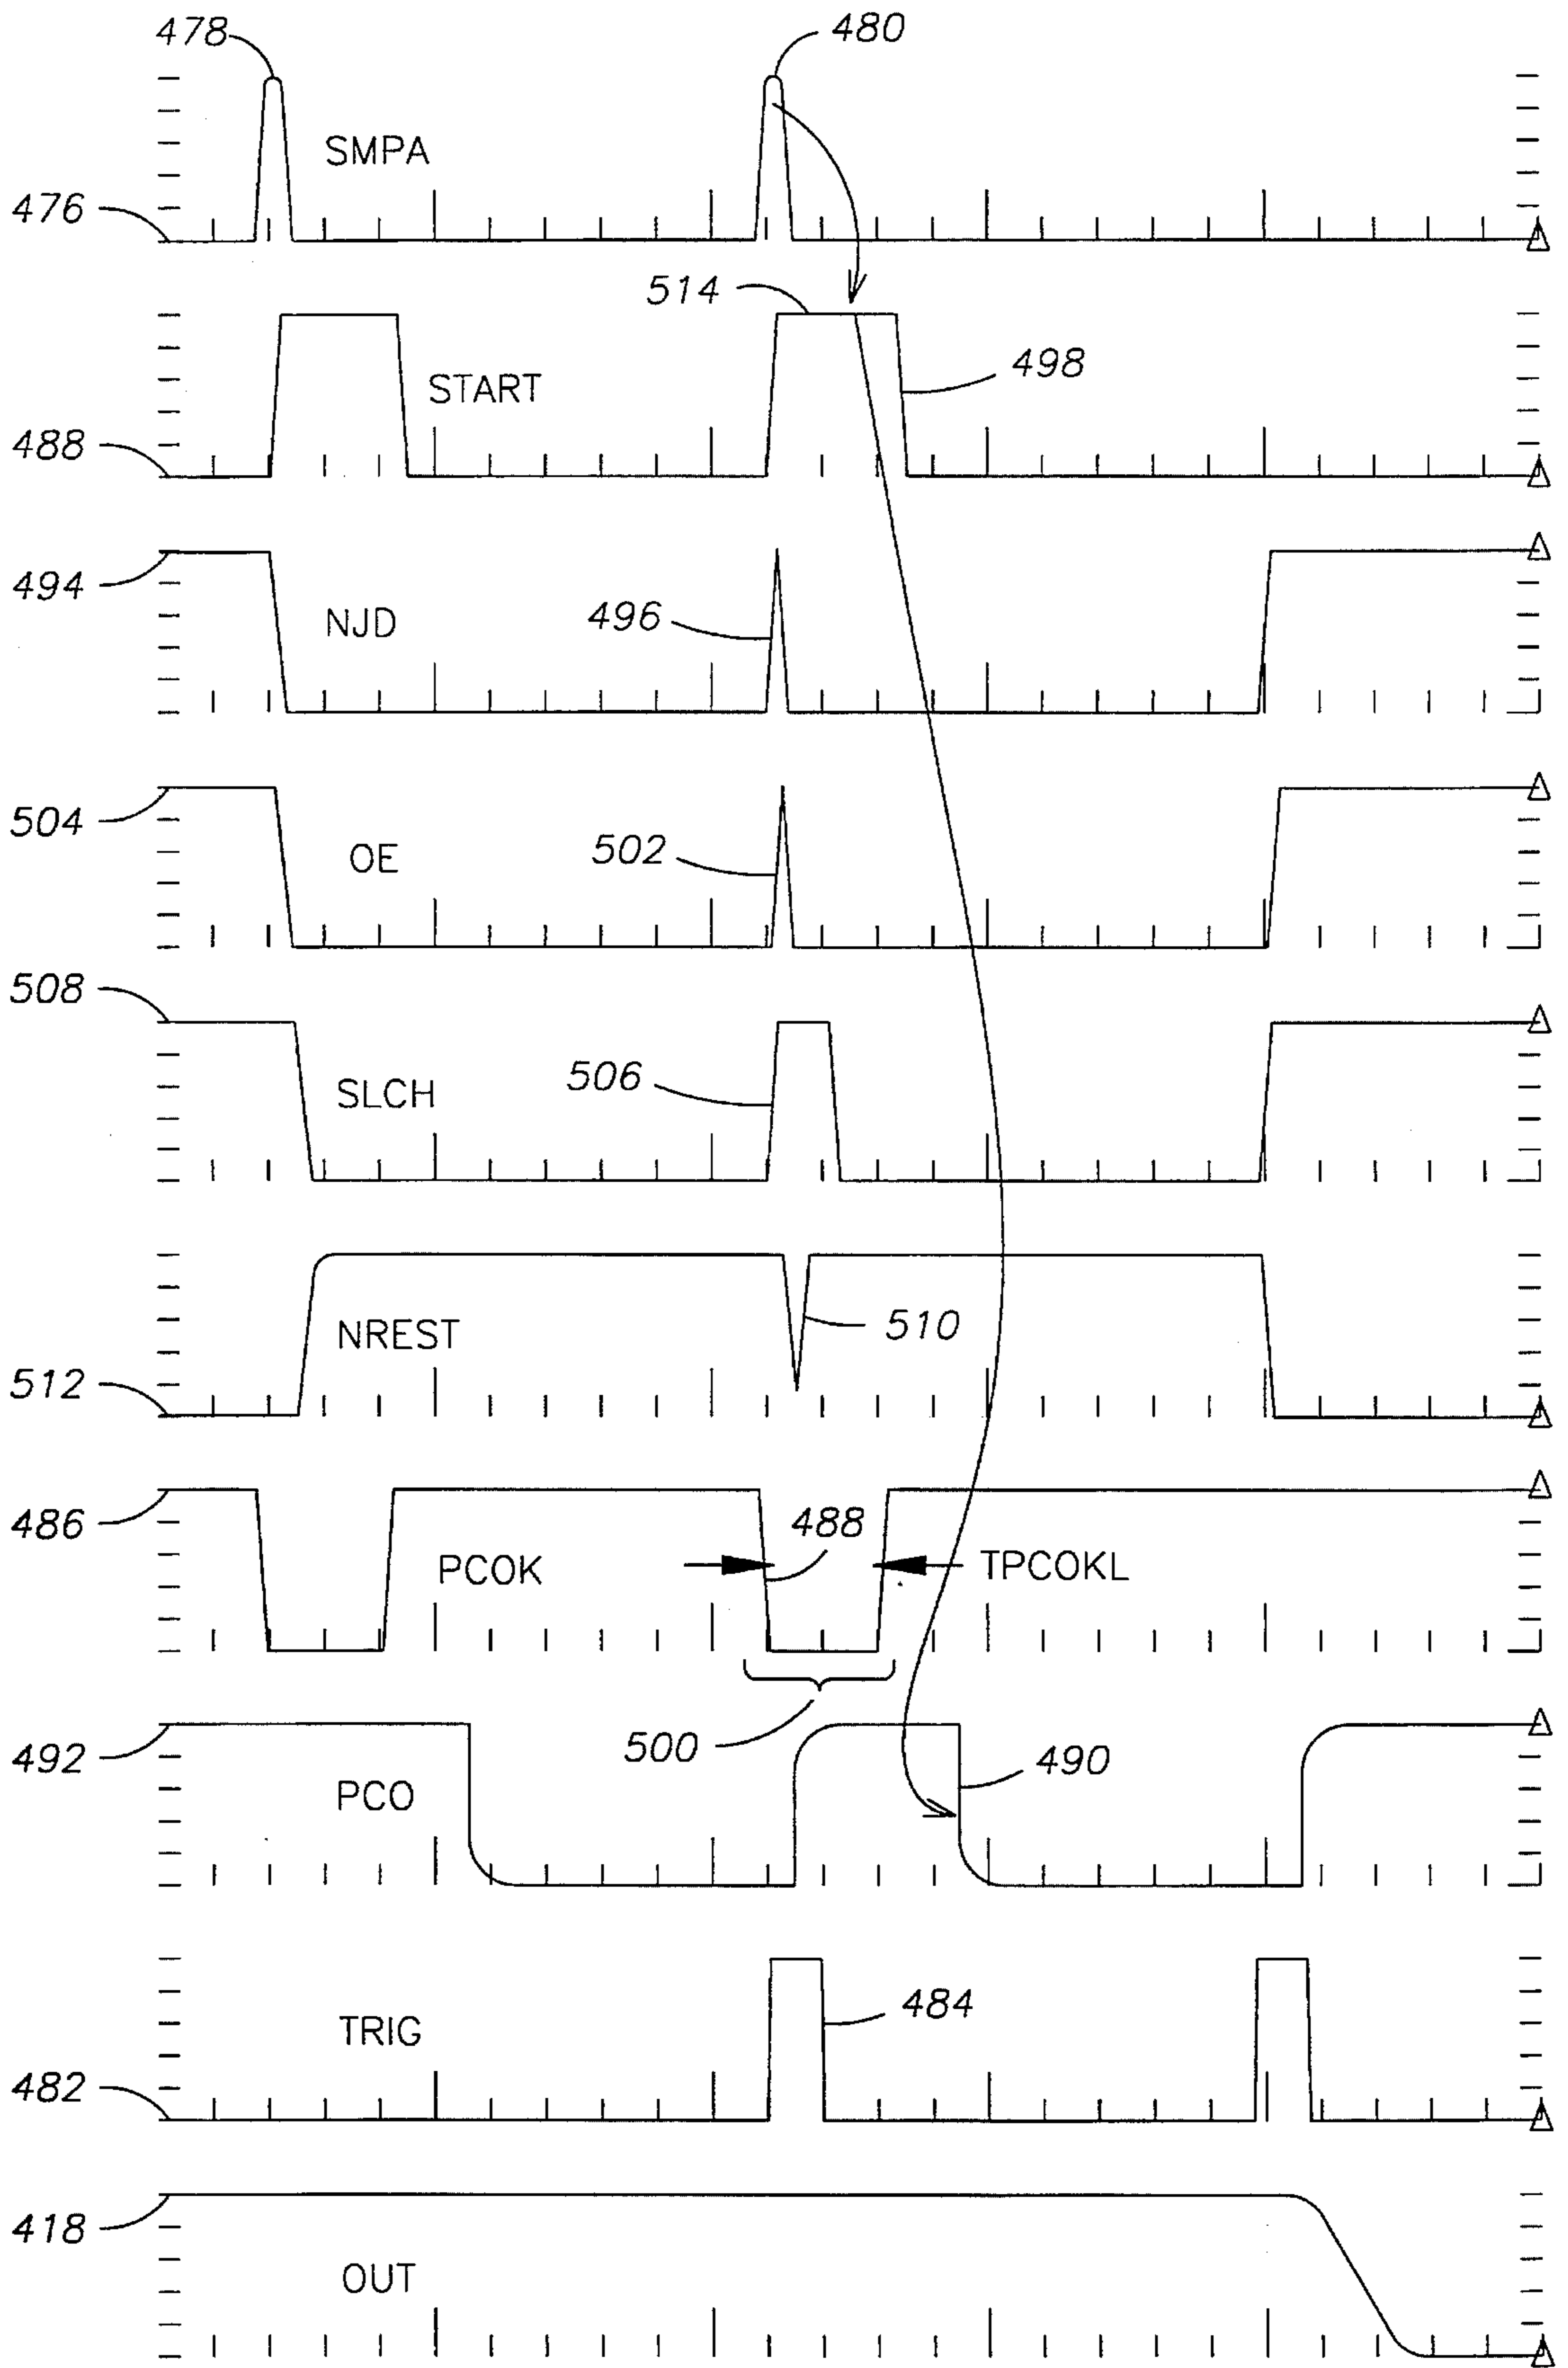 478
480
SMPA
476
514
498
START
488
494
NJD
496
504
OE
502
508
SLCH
506
NREST
510
512
486
PCOK
488
TPCOKL
492
500
PCO
490
TRIG
484
482
418
OUT